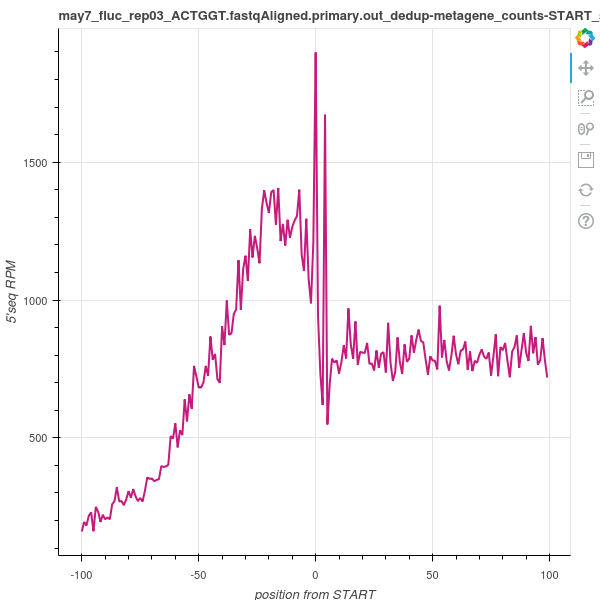 may7_fluc_rep03_ACTGGT.fastqAligned.primary.out_dedup-metagene_counts-START_
1500
1000
500
5'seq RPM
-100
-50
0
50
100
position from START